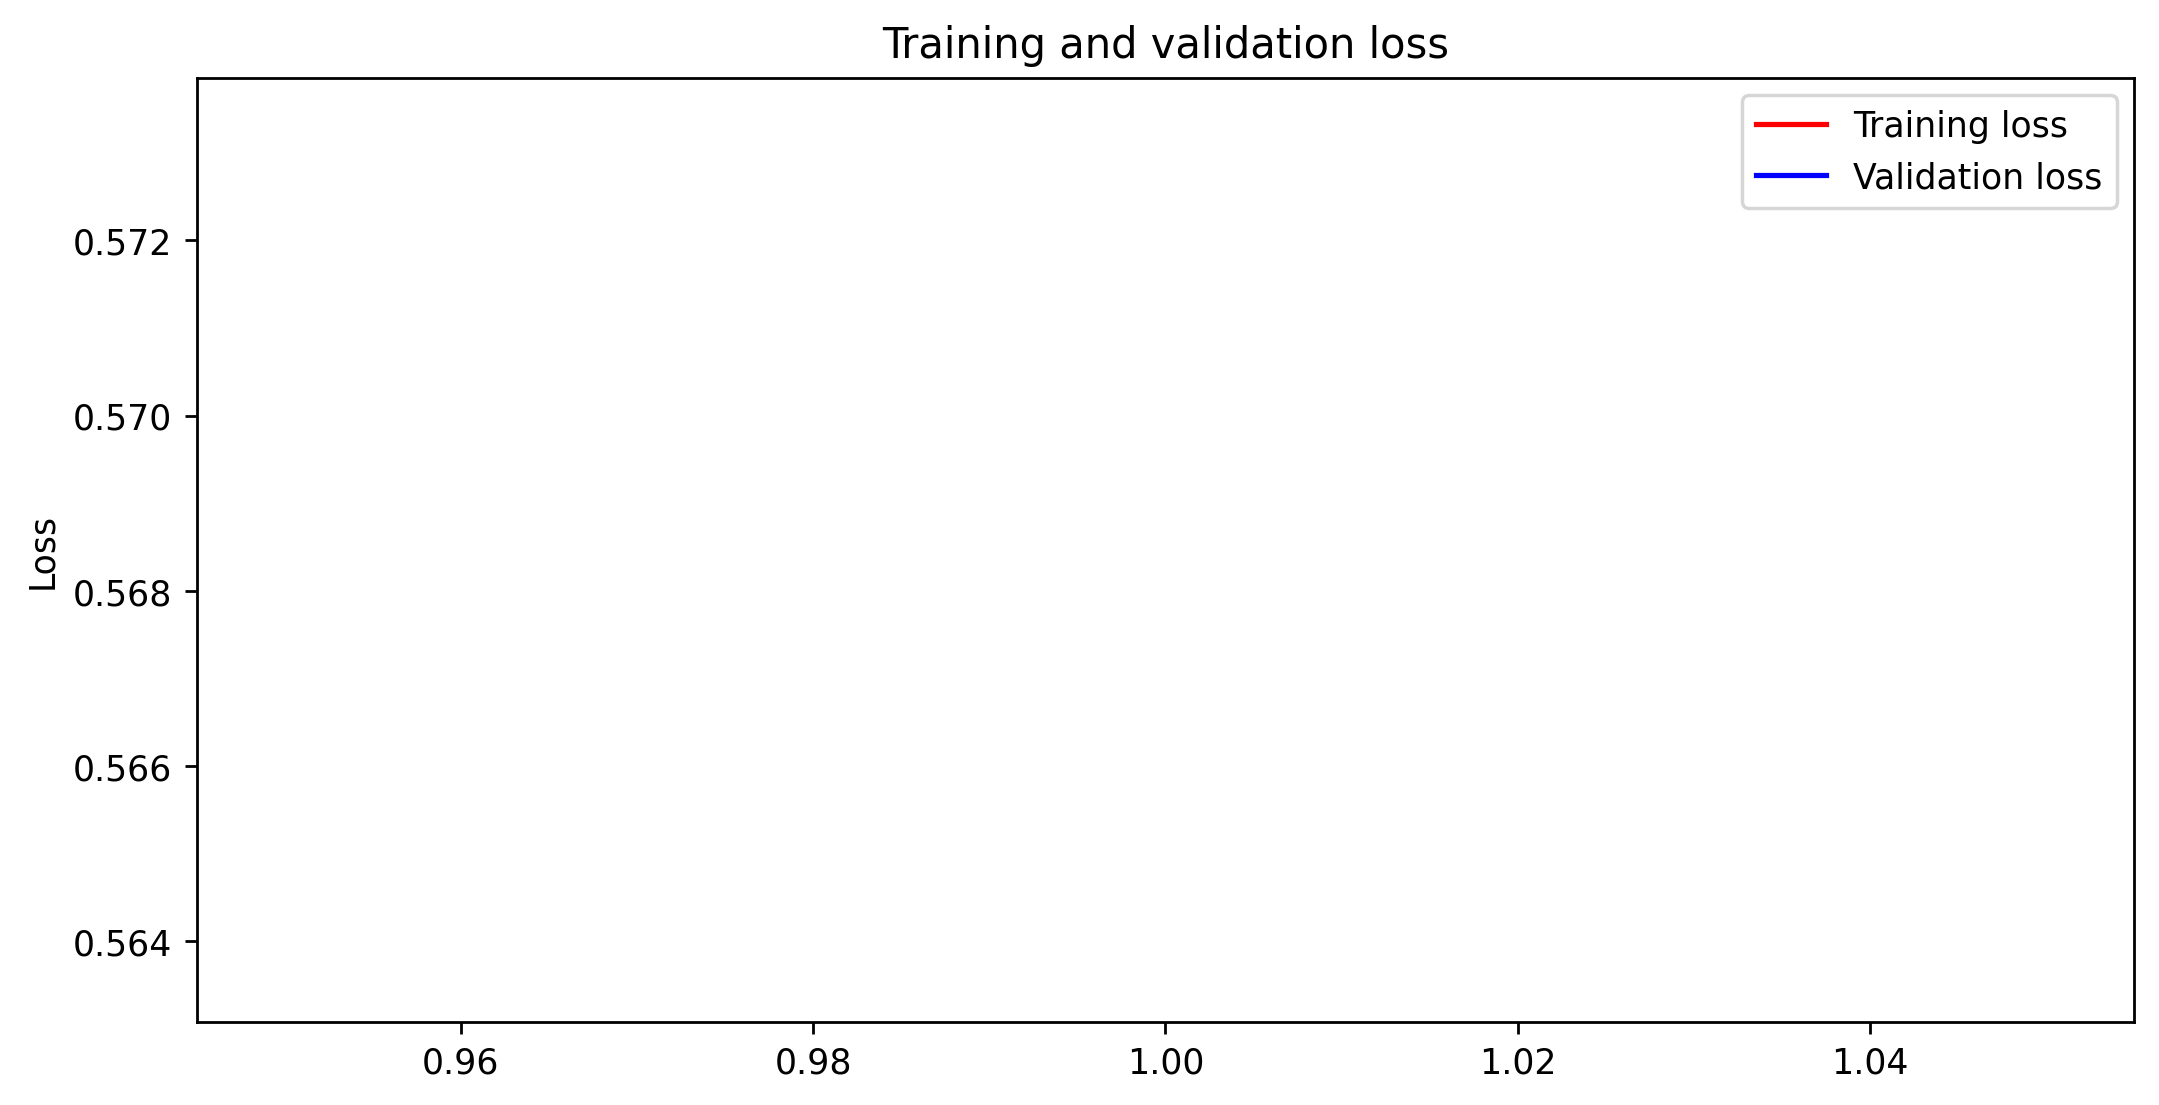 Training and validation loss
Training loss
Validation loss
0.572
0.570
0.568
0.566
0.564
Loss
0.96
0.98
1.00
1.02
1.04